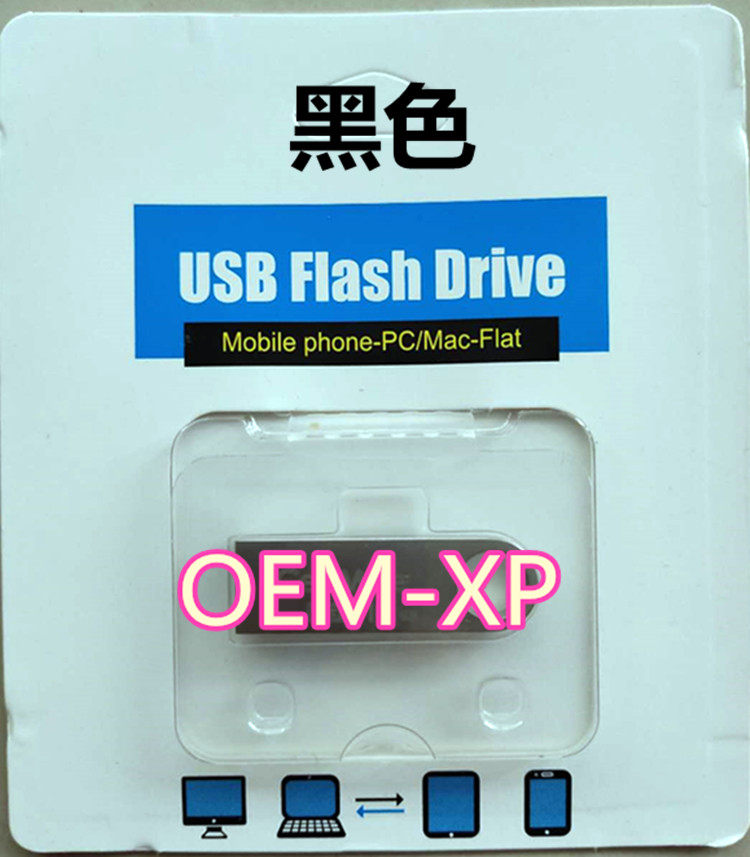 黑色
USB Flash Drive
Mobile phone-PC/Mac-Flat
OEM-XP